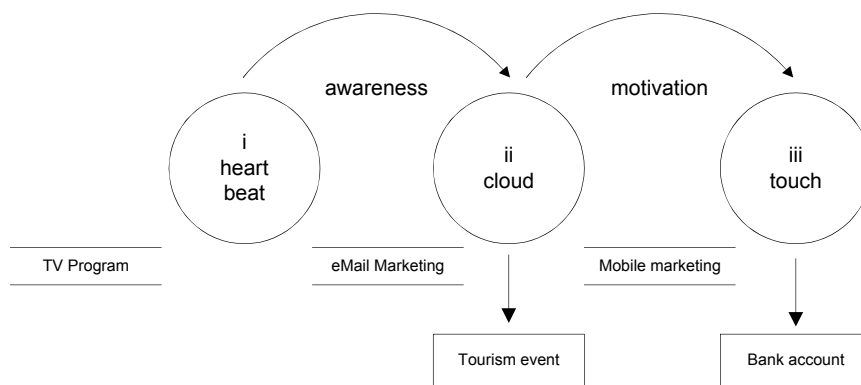 awareness
motivation
i
heart
beat
ii
cloud
iii
touch
TV Program
eMail Marketing
Mobile marketing
Tourism event
Bank account